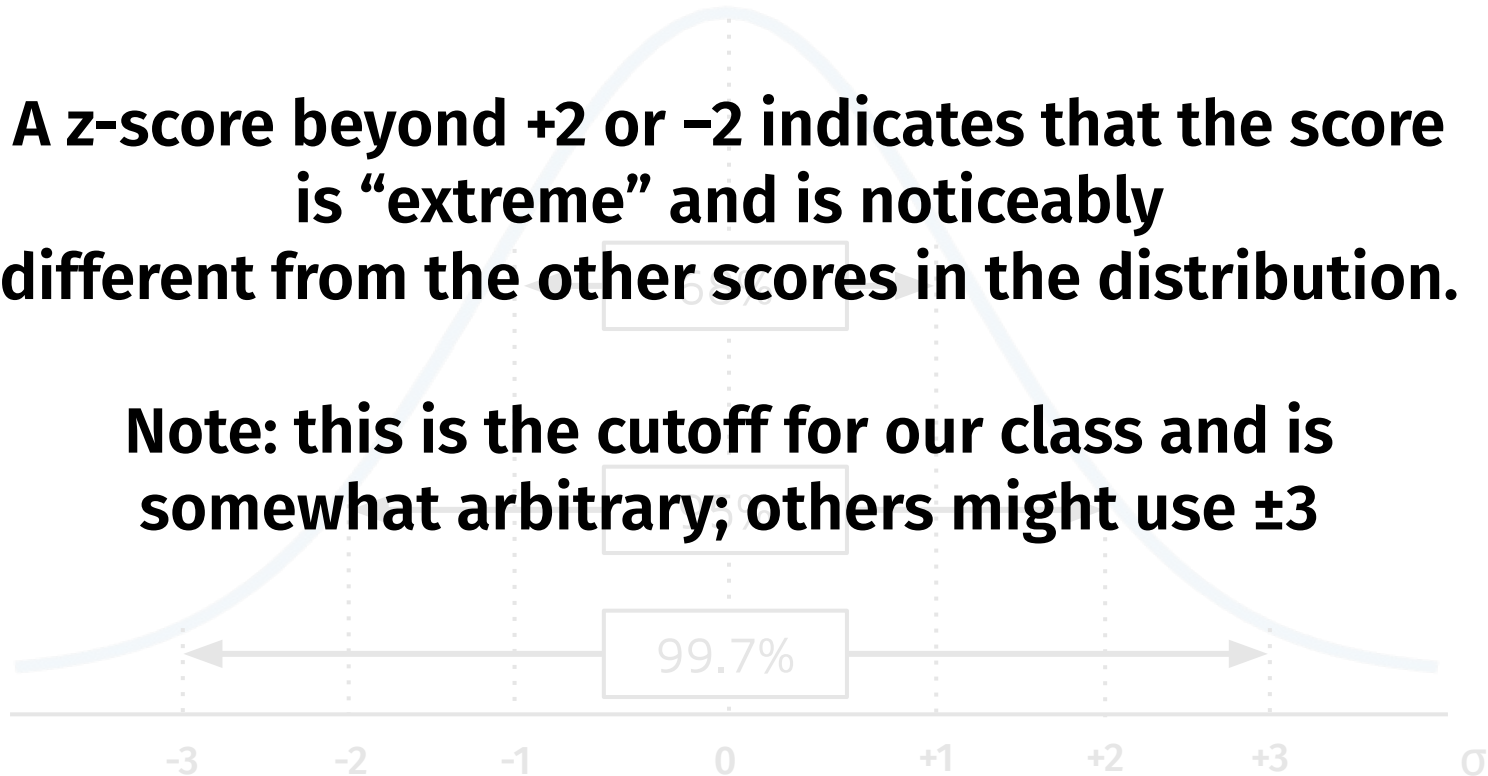 A z-score beyond +2 or −2 indicates that the score
is “extreme” and is noticeably
different from the other scores in the distribution.
68%
Note: this is the cutoff for our class and is
somewhat arbitrary; others might use ±3
95%
99.7%
-3 -2 -1 0 +1 +2 +3 σ